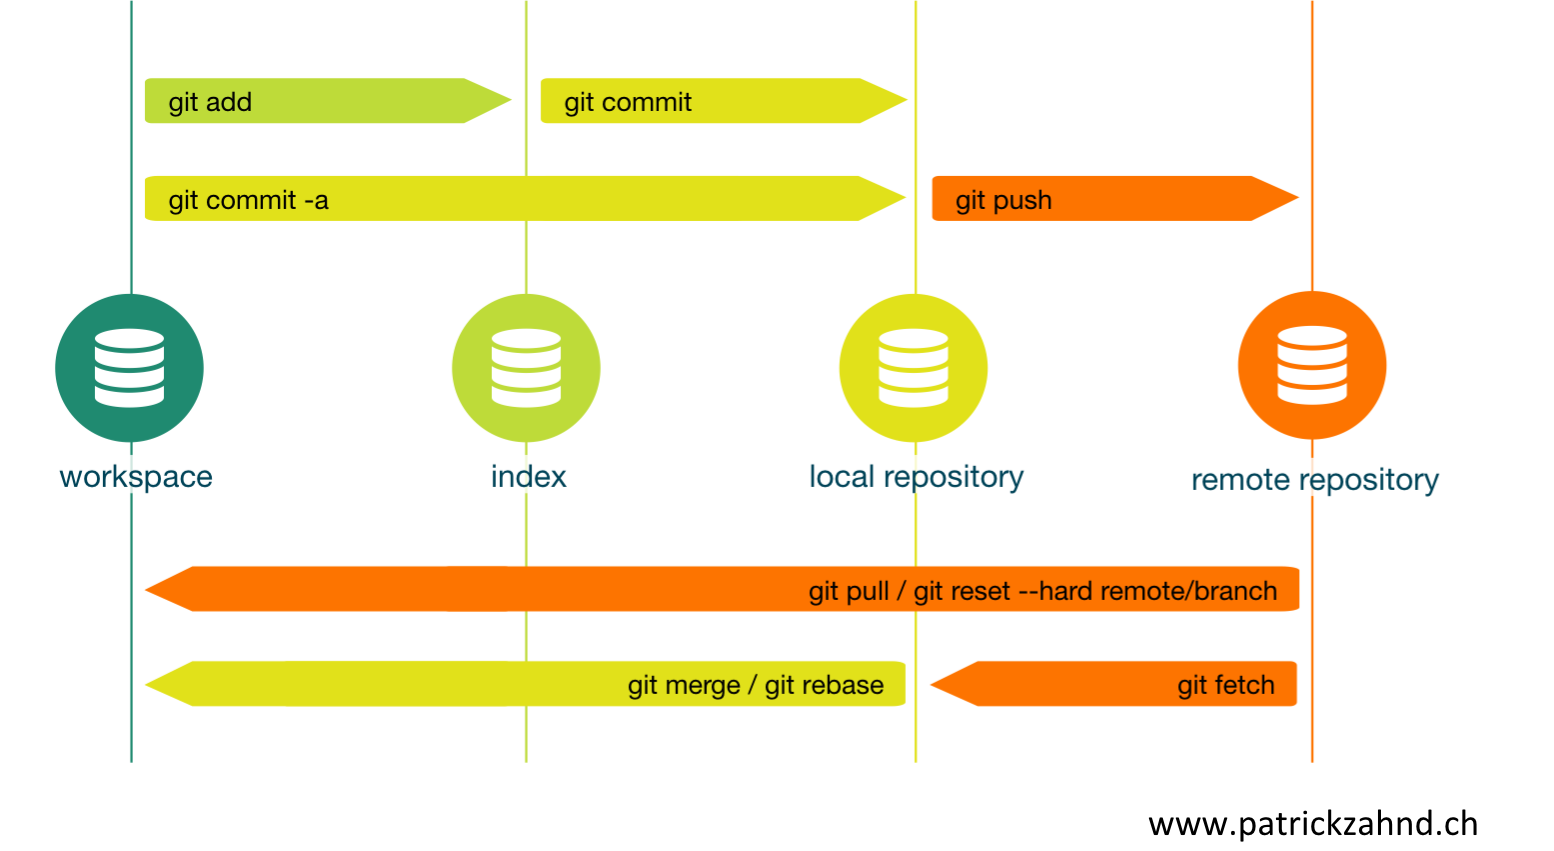 git add
git commit
git commit -a
git push
workspace
index
local repository
remote repository
git pull / git reset --hard remote/branch
git merge / git rebase
git fetch
www.patrickzahnd.ch